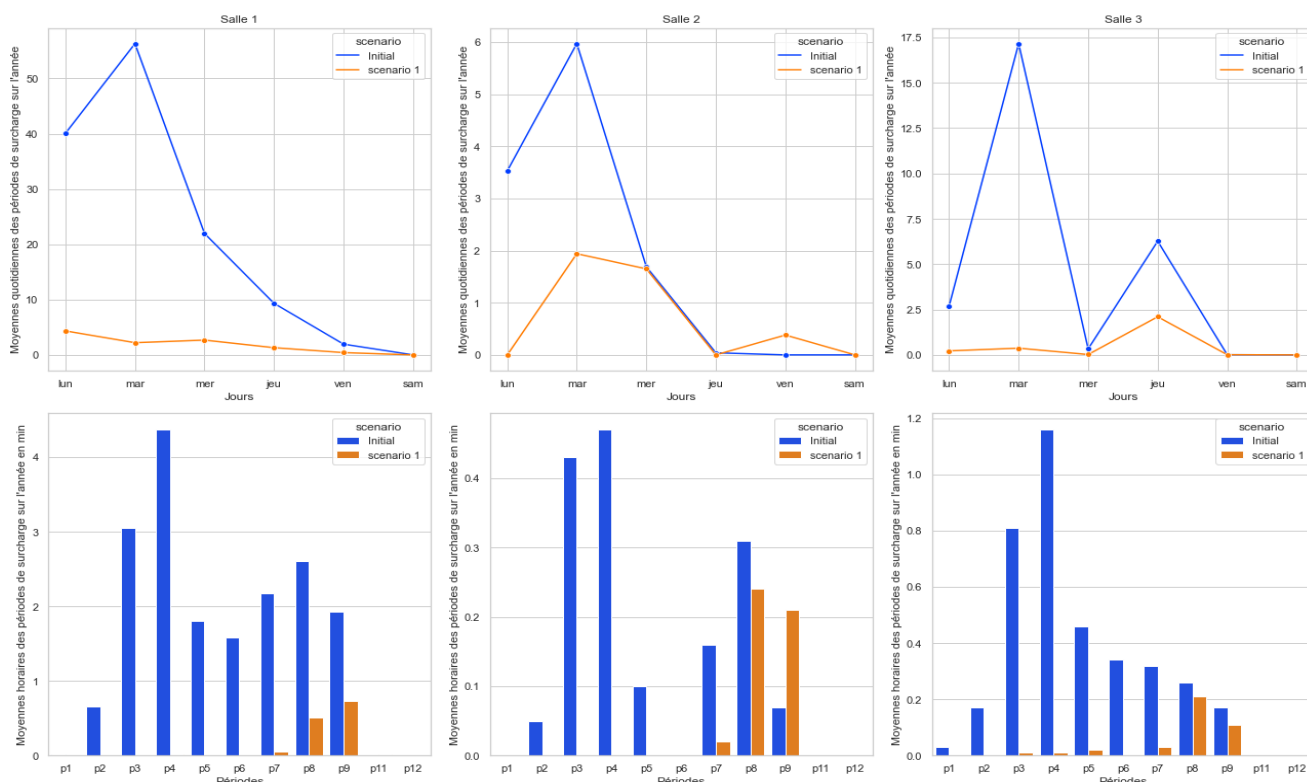 Salle 1
Moyennes quotidiennes des périodes de surcharge sur l'année
50
40
30
20
10
0
lun mar mer jeu ven sam
Jours
scenario
Initial
scenario 1
Salle 2
Moyennes quotidiennes des périodes de surcharge sur l'année
6
5
4
3
2
1
0
lun mar mer jeu ven sam
Jours
scenario
Initial
scenario 1
Salle 3
Moyennes quotidiennes des périodes de surcharge sur l'année
17.5
15.0
12.5
10.0
7.5
5.0
2.5
0.0
lun mar mer jeu ven sam
Jours
scenario
Initial
scenario 1
Moyennes horaires des périodes de surcharge sur l'année en min
4
3
2
1
0
p1 p2 p3 p4 p5 p6 p7 p8 p9 p11 p12
Périodes
scenario
Initial
scenario 1
Moyennes horaires des périodes de surcharge sur l'année en min
0.4
0.3
0.2
0.1
0.0
p1 p2 p3 p4 p5 p6 p7 p8 p9 p11 p12
Périodes
scenario
Initial
scenario 1
Moyennes horaires des périodes de surcharge sur l'année en min
1.2
1.0
0.8
0.6
0.4
0.2
0.0
p1 p2 p3 p4 p5 p6 p7 p8 p9 p11 p12
Périodes
scenario
Initial
scenario 1